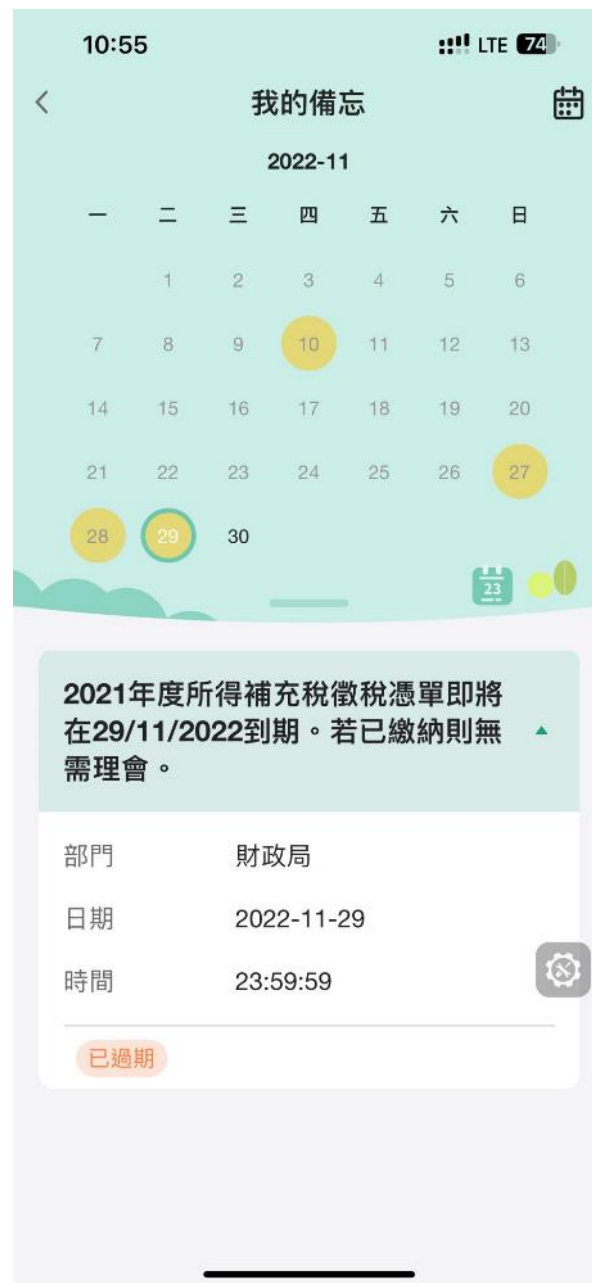 10:55 LTE 74
我的備忘
2022-11
一 二 三 四 五 六 日
1 2 3 4 5 6
7 8 9 10 11 12 13
14 15 16 17 18 19 20
21 22 23 24 25 26 27
28 29 30
23
2021年度所得補充稅徵稅憑單即將
在29/11/2022到期。若已繳納則無
需理會。
部門 財政局
日期 2022-11-29
時間 23:59:59
已過期